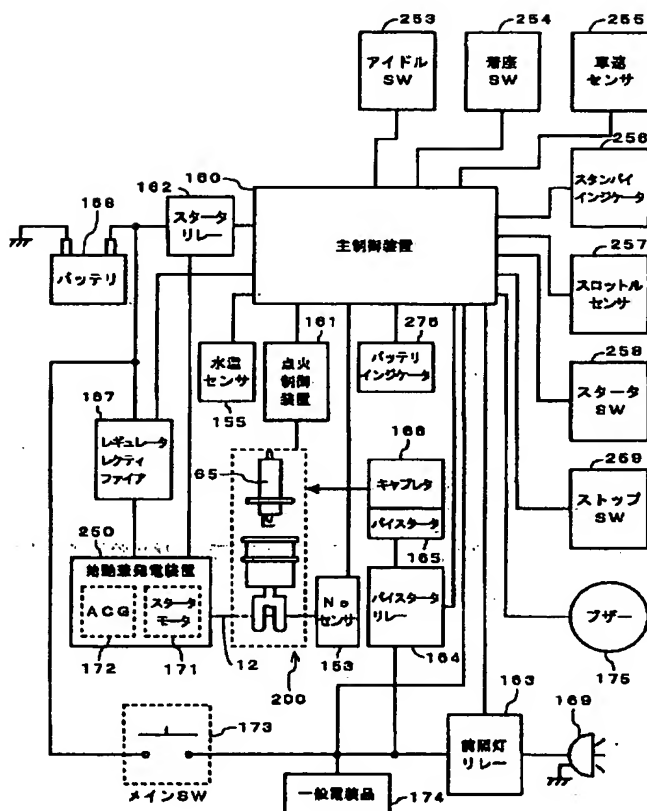 253
254
255
アイドル
SW
着座
SW
車速
センサ
256
162
160
168
スタータ
リレー
主制御装置
スタンバイ
インジケータ
バッテリ
257
スロットル
センサ
161
276
水温
センサ
点火
制御
装置
バッテリ
インジケータ
258
167
155
スタータ
SW
レギュレータ
レクティ
ファイア
166
65
キャブレタ
269
バイスタータ
ストップ
SW
165
250
始動兼発電装置
Ne
センサ
バイスタータ
リレー
ACG
スタータ
モータ
ブザー
172
171
12
153
164
175
200
163
169
173
前照灯
リレー
メインSW
一般電装品
174